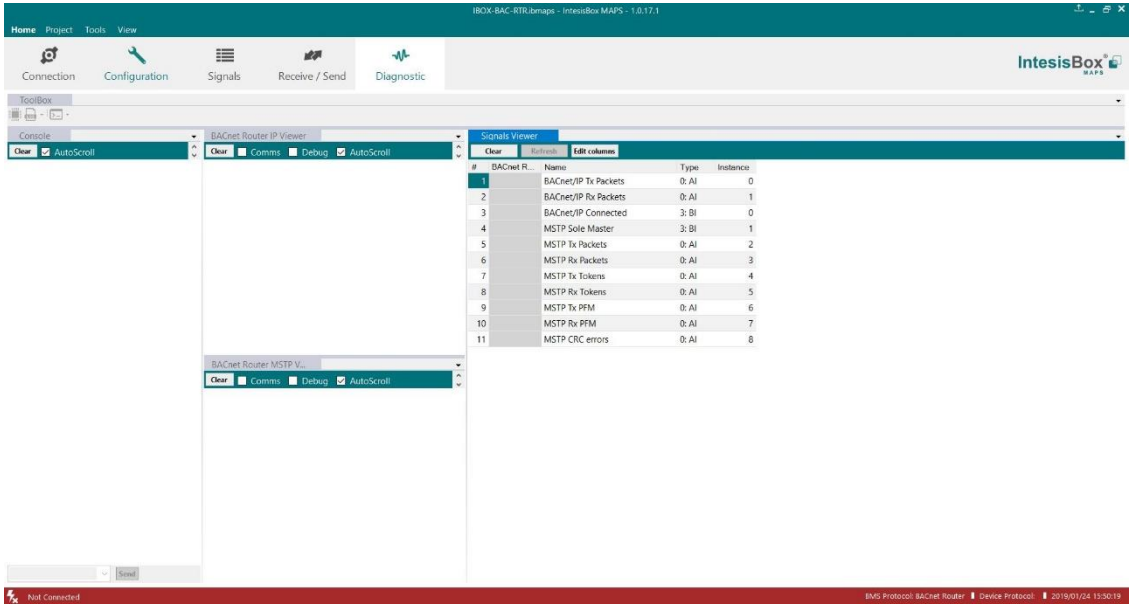 IBOX-BAC-RTR.ibmaps - IntesisBox MAPS - 1.0.17.1
Home Project Tools View
Connection Configuration Signals Receive / Send Diagnostic
IntesisBox®
MAPS
ToolBox
Console
Clear AutoScroll
BACnet Router IP Viewer
Clear Comms Debug AutoScroll
BACnet Router MSTP V...
Clear Comms Debug AutoScroll
Signals Viewer
Clear Refresh Edit columns
# BACnet R... Name Type Instance
1 BACnet/IP Tx Packets 0: AI 0
2 BACnet/IP Rx Packets 0: AI 1
3 BACnet/IP Connected 3: BI 0
4 MSTP Sole Master 3: BI 1
5 MSTP Tx Packets 0: AI 2
6 MSTP Rx Packets 0: AI 3
7 MSTP Tx Tokens 0: AI 4
8 MSTP Rx Tokens 0: AI 5
9 MSTP Tx PFM 0: AI 6
10 MSTP Rx PFM 0: AI 7
11 MSTP CRC errors 0: AI 8
Send
Not Connected
BMS Protocol: BACnet Router Device Protocol: 2019/01/24 15:50:19